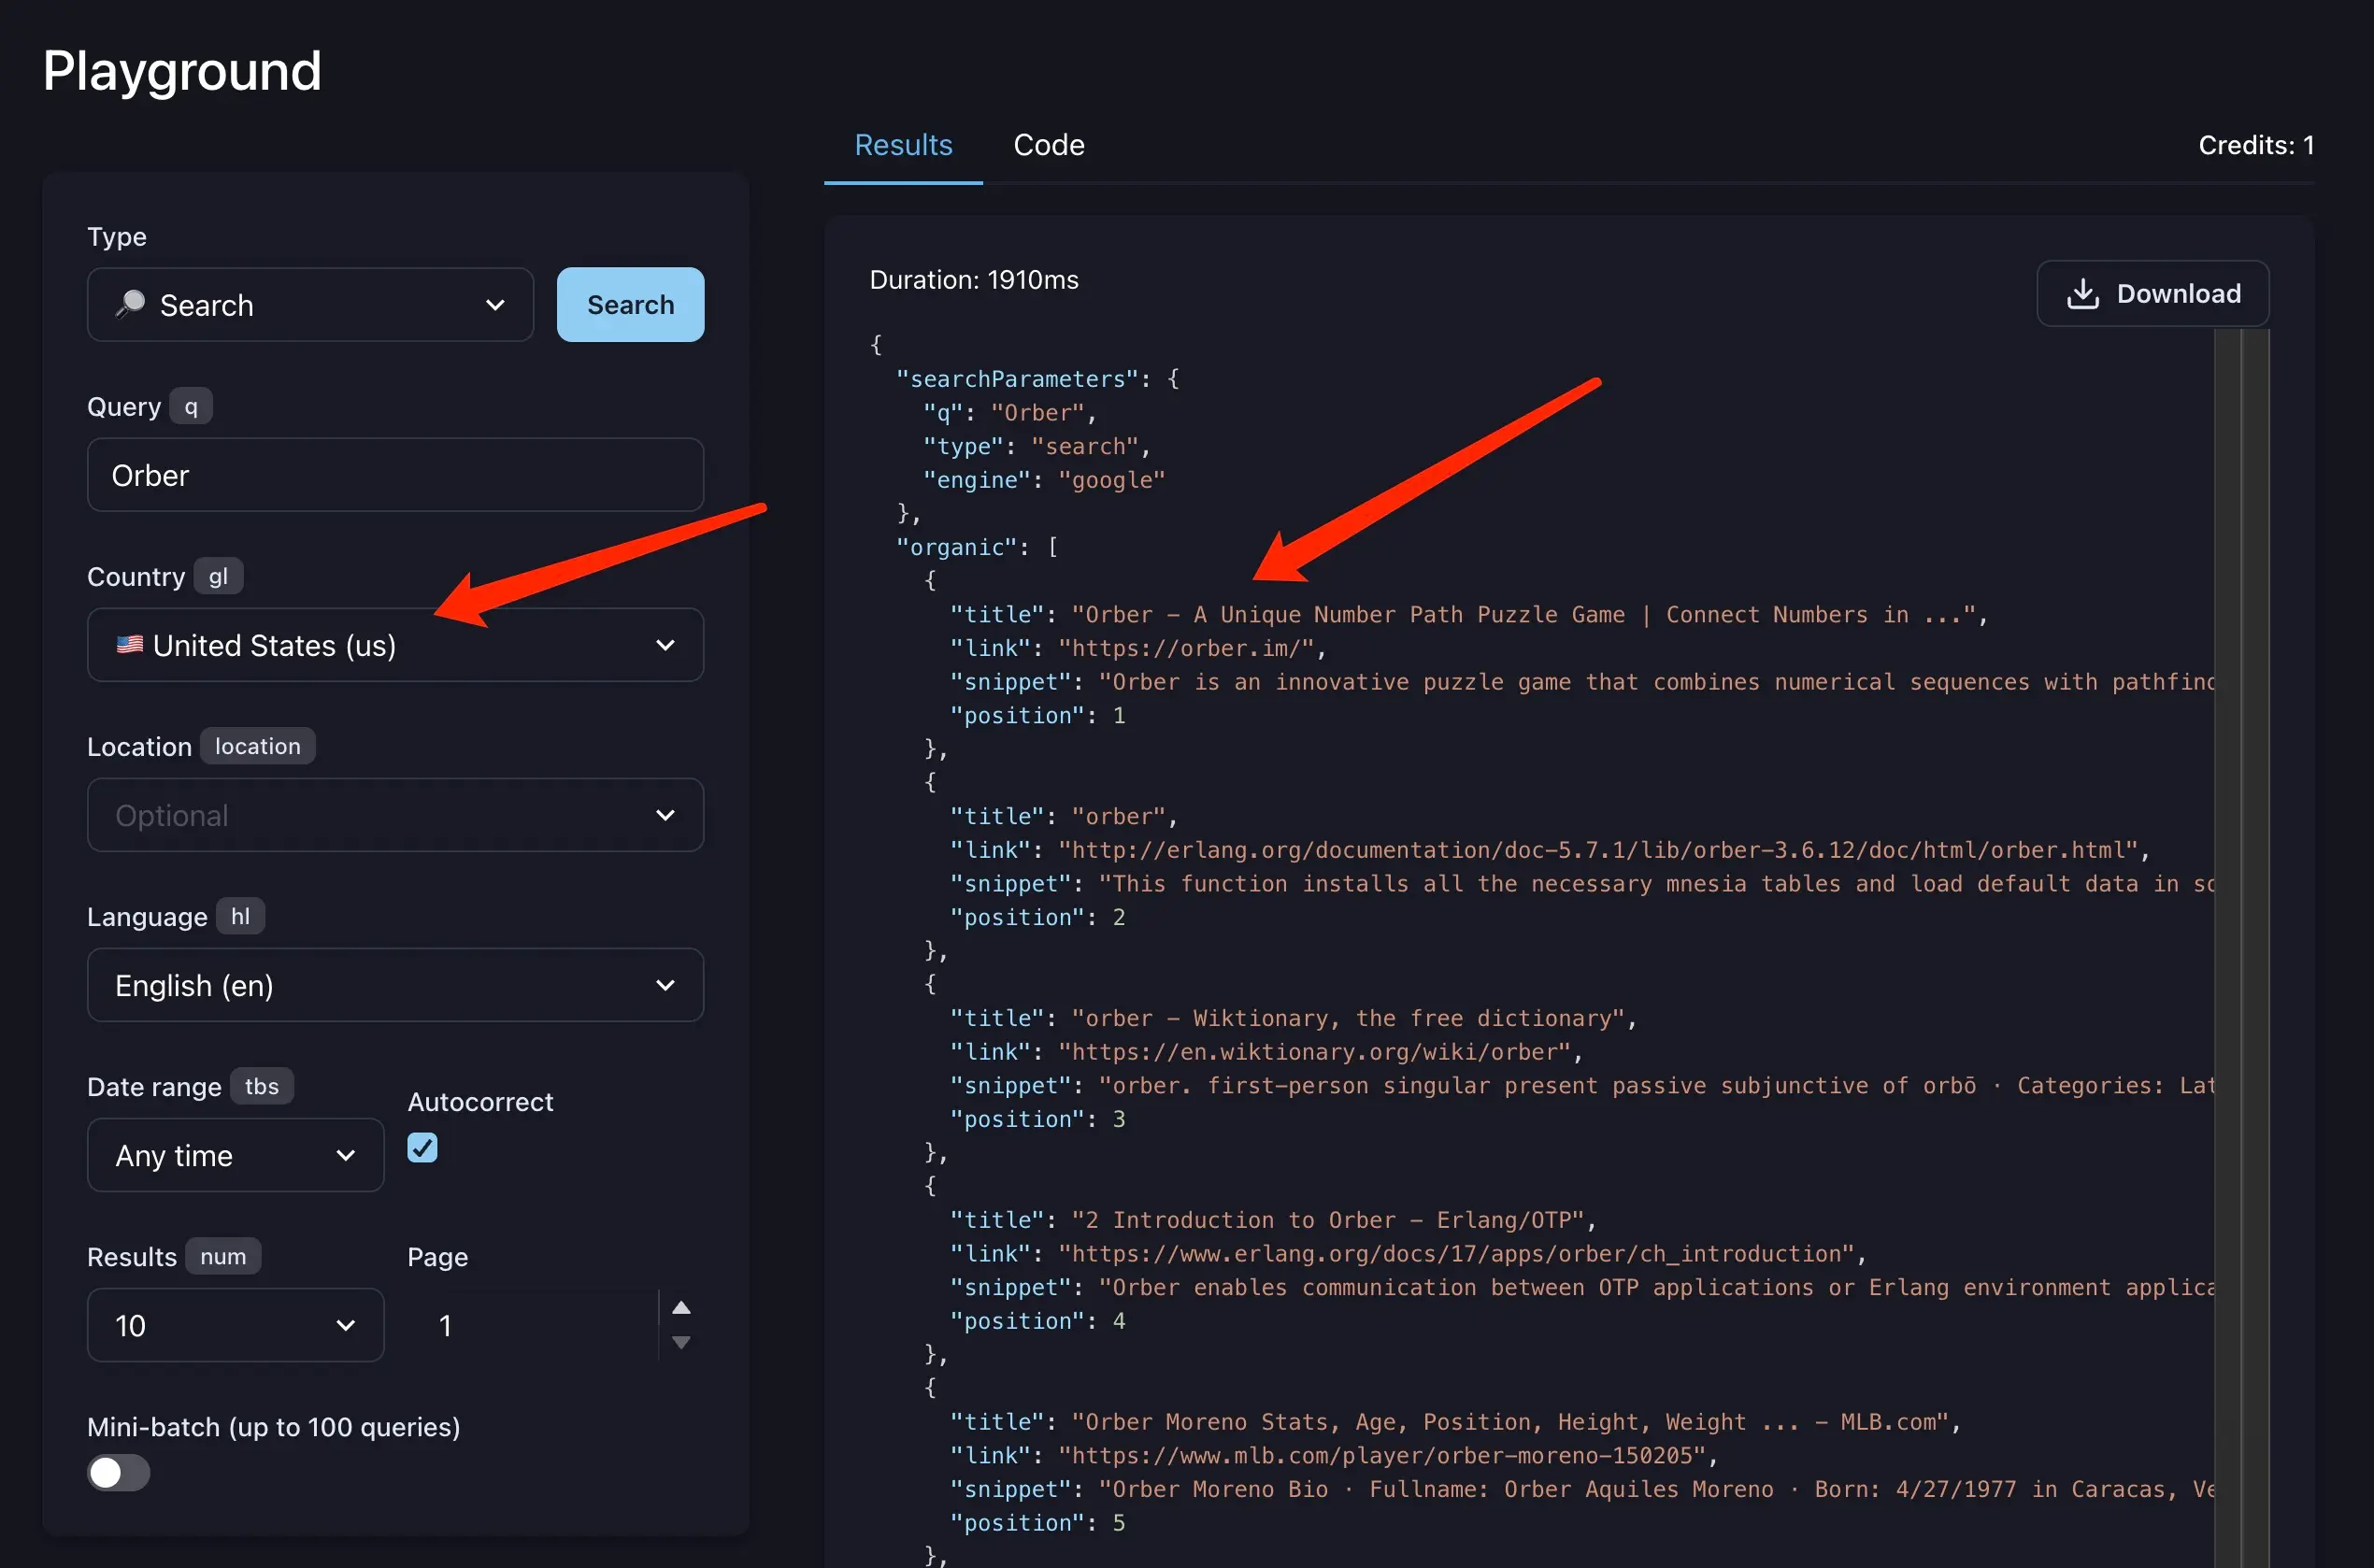 Playground
Results
Code
Credits: 1
Type
Search
Search
Query q
Orber
Country gl
United States (us)
Location location
Optional
Language hl
English (en)
Date range tbs
Autocorrect
Any time
Results num
Page
10
1
Mini-batch (up to 100 queries)
Duration: 1910ms
Download
{
"searchParameters": {
"q": "Orber",
"type": "search",
"engine": "google"
},
"organic": [
{
"title": "Orber - A Unique Number Path Puzzle Game | Connect Numbers in ...",
"link": "https://orber.im/",
"snippet": "Orber is an innovative puzzle game that combines numerical sequences with
"position": 1
},
{
"title": "orber",
"link": "http://erlang.org/documentation/doc-5.7.1/lib/orber-3.6.12/doc/html/orber.html",
"snippet": "This function installs all the necessary mnesia tables and load default data in
"position": 2
},
{
"title": "orber - Wiktionary, the free dictionary",
"link": "https://en.wiktionary.org/wiki/orber",
"snippet": "orber. first-person singular present passive subjunctive of orbō · Categories:
"position": 3
},
{
"title": "2 Introduction to Orber - Erlang/OTP",
"link": "https://www.erlang.org/docs/17/apps/orber/ch_introduction",
"snippet": "Orber enables communication between OTP applications or Erlang environment
"position": 4
},
{
"title": "Orber Moreno Stats, Age, Position, Height, Weight ... - MLB.com",
"link": "https://www.mlb.com/player/orber-moreno-150205",
"snippet": "Orber Moreno Bio · Fullname: Orber Aquiles Moreno · Born: 4/27/1977 in Caracas,
"position": 5
},